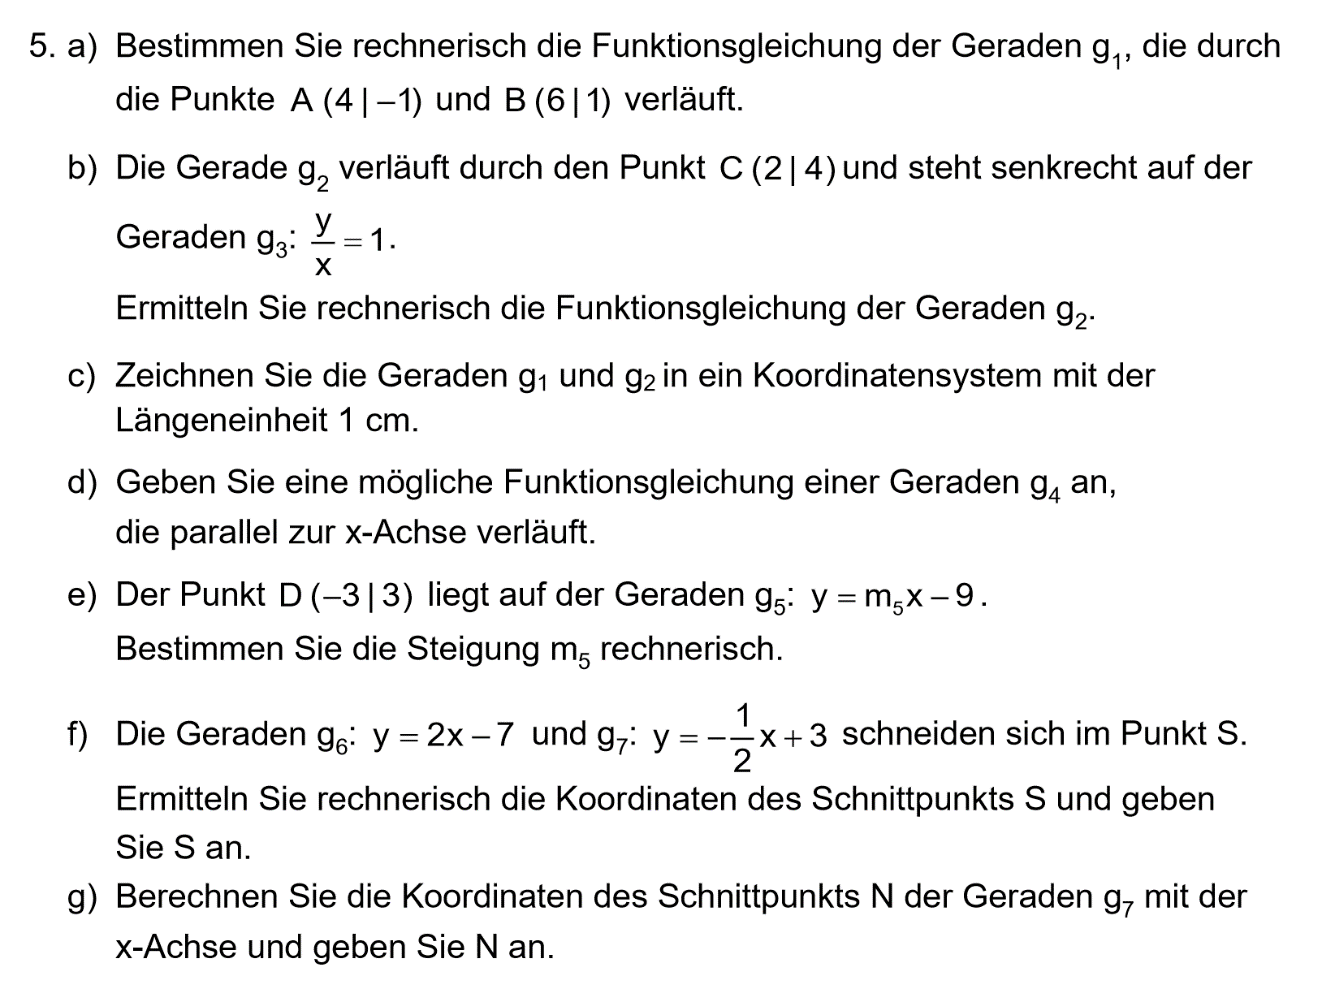 5. a) Bestimmen Sie rechnerisch die Funktionsgleichung der Geraden g₁, die durch
die Punkte A (4 | −1) und B (6 | 1) verläuft.
b) Die Gerade g₂ verläuft durch den Punkt C (2 | 4) und steht senkrecht auf der
Geraden g₃: y/x = 1.
Ermitteln Sie rechnerisch die Funktionsgleichung der Geraden g₂.
c) Zeichnen Sie die Geraden g₁ und g₂ in ein Koordinatensystem mit der
Längeneinheit 1 cm.
d) Geben Sie eine mögliche Funktionsgleichung einer Geraden g₄ an,
die parallel zur x-Achse verläuft.
e) Der Punkt D (−3 | 3) liegt auf der Geraden g₅: y = m₅x − 9.
Bestimmen Sie die Steigung m₅ rechnerisch.
f) Die Geraden g₆: y = 2x − 7 und g₇: y = −1/2x + 3 schneiden sich im Punkt S.
Ermitteln Sie rechnerisch die Koordinaten des Schnittpunkts S und geben
Sie S an.
g) Berechnen Sie die Koordinaten des Schnittpunkts N der Geraden g₇ mit der
x-Achse und geben Sie N an.